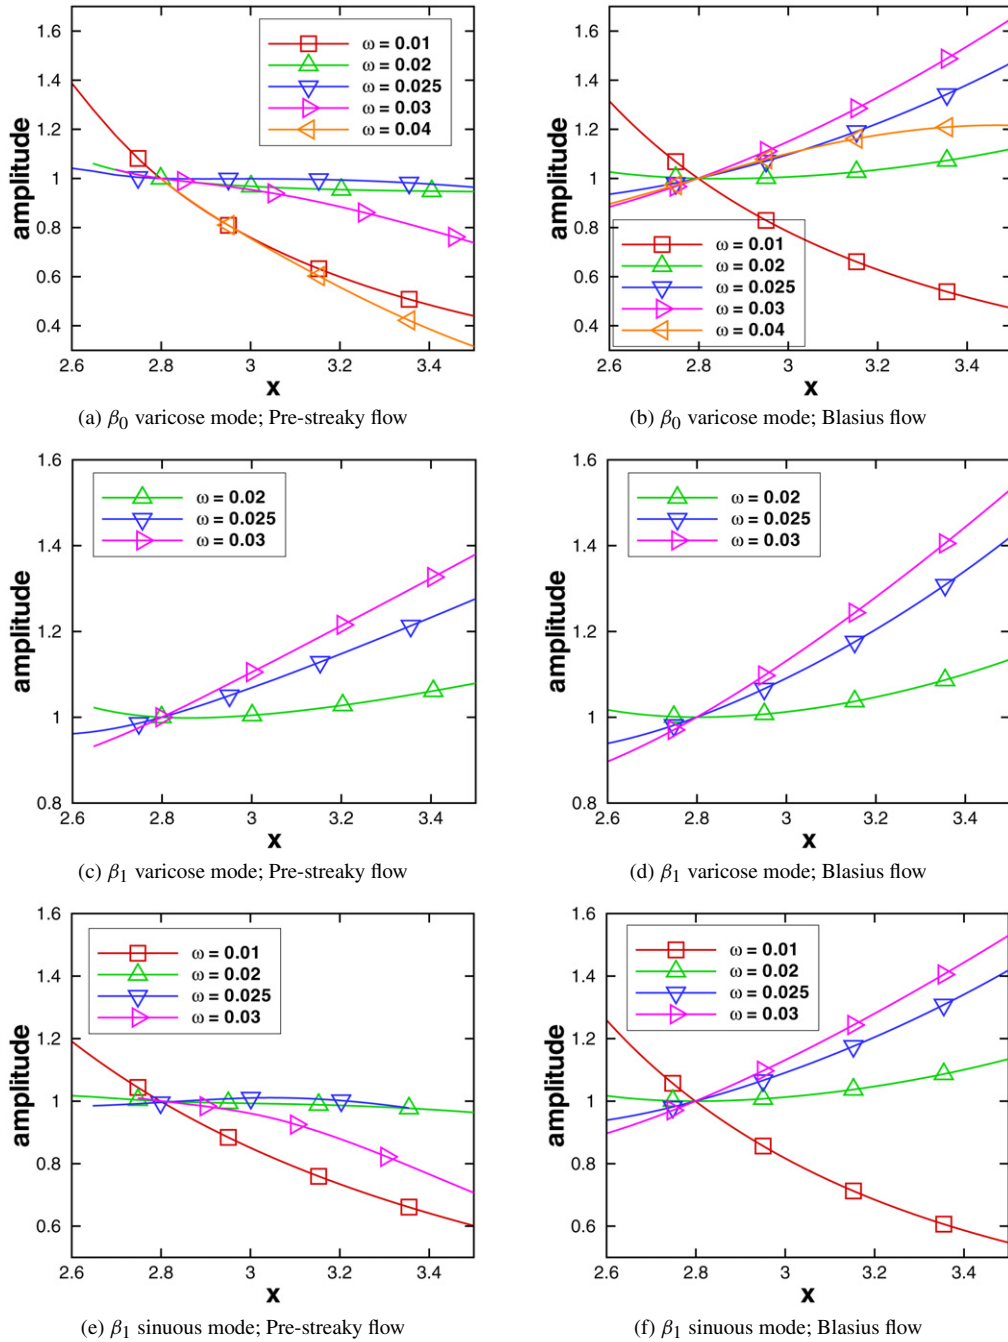 amplitude
1.6
1.4
1.2
1
0.8
0.6
0.4
ω = 0.01
ω = 0.02
ω = 0.025
ω = 0.03
ω = 0.04
2.6 2.8 3 3.2 3.4
x
(a) β0 varicose mode; Pre-streaky flow
amplitude
1.6
1.4
1.2
1
0.8
0.6
0.4
ω = 0.01
ω = 0.02
ω = 0.025
ω = 0.03
ω = 0.04
2.6 2.8 3 3.2 3.4
x
(b) β0 varicose mode; Blasius flow
amplitude
1.6
1.4
1.2
1
0.8
ω = 0.02
ω = 0.025
ω = 0.03
2.6 2.8 3 3.2 3.4
x
(c) β1 varicose mode; Pre-streaky flow
amplitude
1.6
1.4
1.2
1
0.8
ω = 0.02
ω = 0.025
ω = 0.03
2.6 2.8 3 3.2 3.4
x
(d) β1 varicose mode; Blasius flow
amplitude
1.6
1.4
1.2
1
0.8
0.6
ω = 0.01
ω = 0.02
ω = 0.025
ω = 0.03
2.6 2.8 3 3.2 3.4
x
(e) β1 sinuous mode; Pre-streaky flow
amplitude
1.6
1.4
1.2
1
0.8
0.6
ω = 0.01
ω = 0.02
ω = 0.025
ω = 0.03
2.6 2.8 3 3.2 3.4
x
(f) β1 sinuous mode; Blasius flow